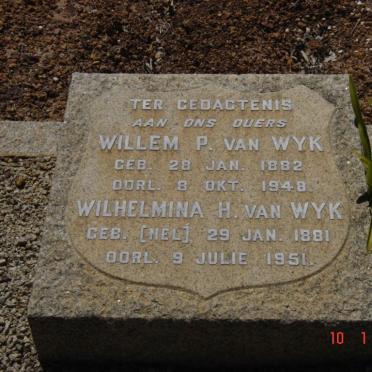 TER GEDACTENIS
AAN ONS OUERS
WILLEM P. VAN WYK
GEB. 28 JAN. 1882
OORL. 8 OKT. 1948.
WILHELMINA H. VAN WYK
GEB. [NEL] 29 JAN. 1881
OORL. 9 JULIE 1951.
10 1